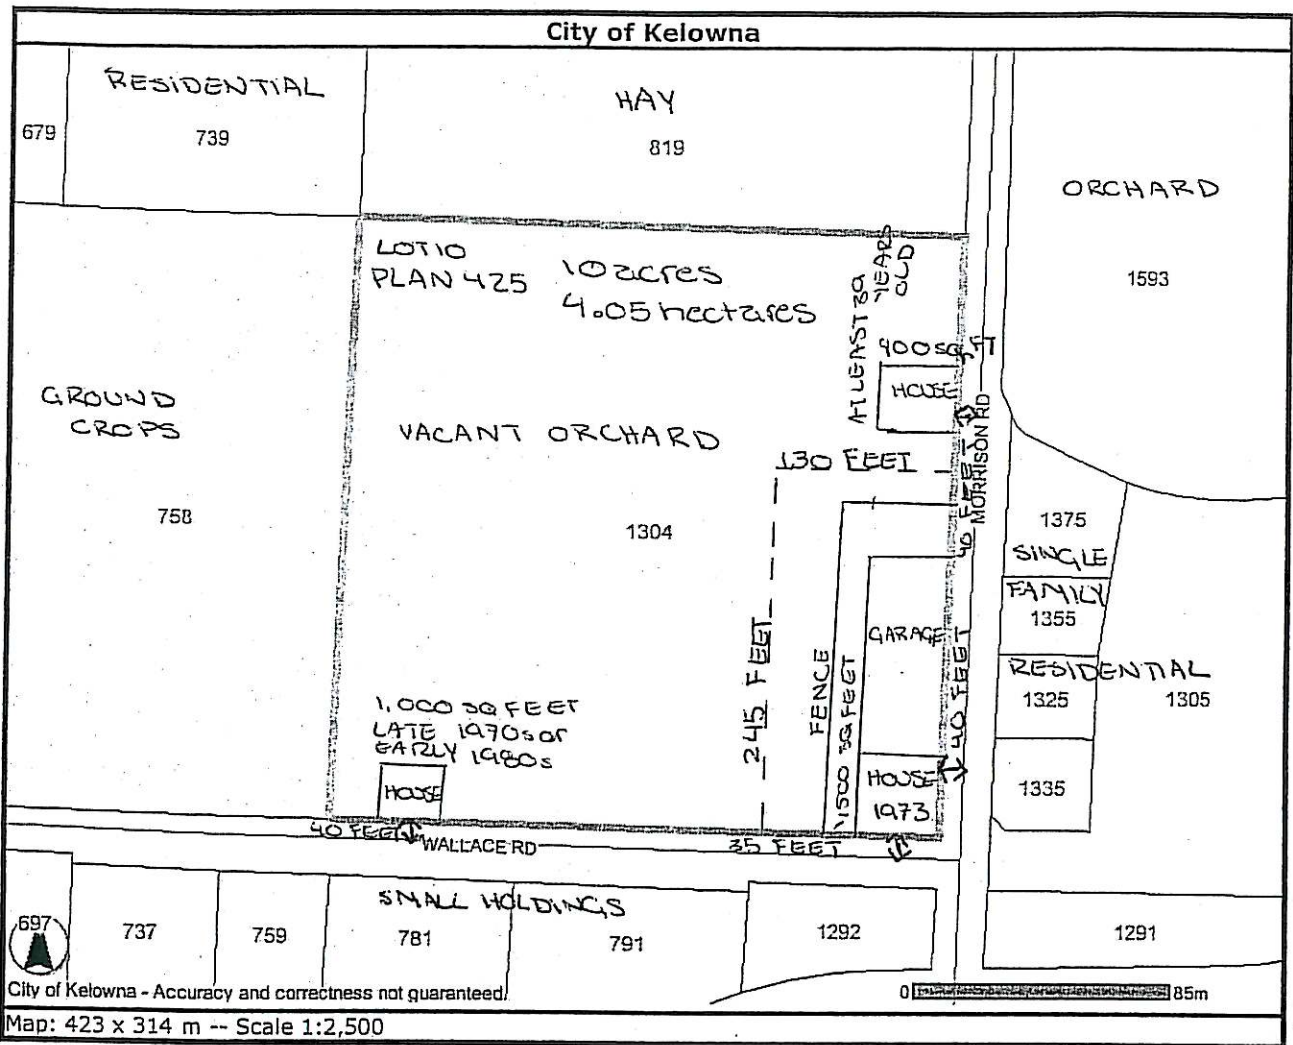 City of Kelowna
RESIDENTIAL
HAY
679
739
819
ORCHARD
1593
LOT 10
PLAN 425
10 acres
4.05 hectares
AT LEAST 30
YEARS
OLD
400 SQ FT
HOUSE
MORRISON RD
GROUND
CROPS
758
VACANT ORCHARD
1304
130 FEET
40 FEET
1375
SINGLE
FAMILY
1355
RESIDENTIAL
1325
1305
1335
GARAGE
FENCE
245 FEET
1500 SQ FEET
40 FEET
HOUSE
1973
1,000 SQ FEET
LATE 1970s or
EARLY 1980s
HOUSE
40 FEET
WALLACE RD
35 FEET
SMALL HOLDINGS
697
737
759
781
791
1292
1291
City of Kelowna - Accuracy and correctness not guaranteed.
0
85m
Map: 423 x 314 m -- Scale 1:2,500